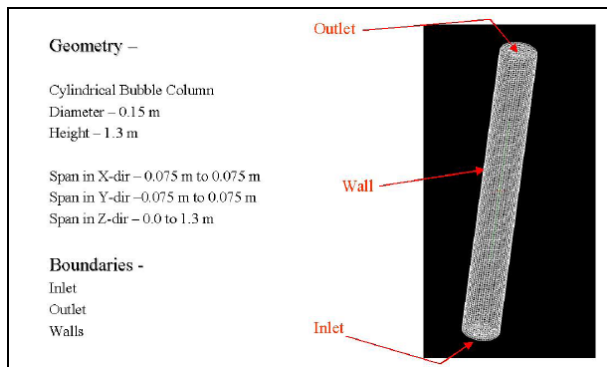 Geometry –
Cylindrical Bubble Column
Diameter – 0.15 m
Height – 1.3 m
Span in X-dir – 0.075 m to 0.075 m
Span in Y-dir –0.075 m to 0.075 m
Span in Z-dir – 0.0 to 1.3 m
Boundaries -
Inlet
Outlet
Walls
Outlet
Wall
Inlet